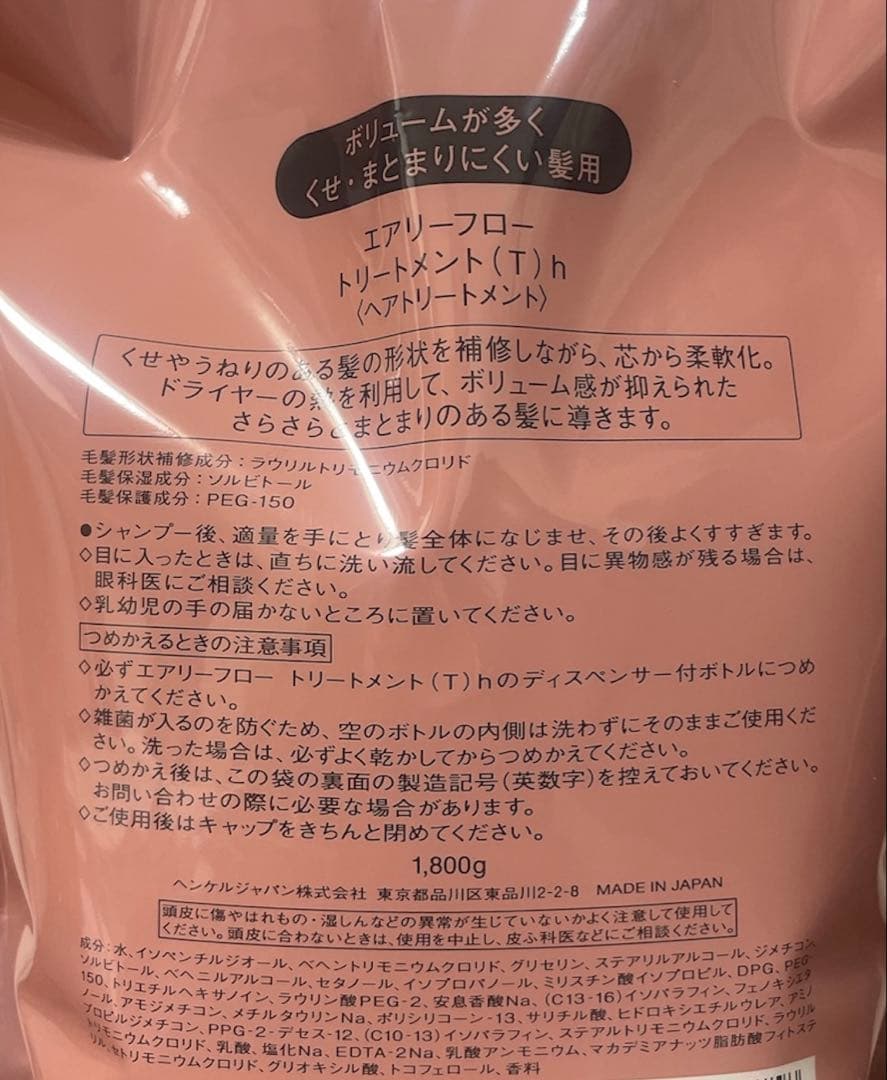 ボリュームが多く
くせ・まとまりにくい髪用
エアリーフロー
トリートメント(T)h
〈ヘアトリートメント〉
くせやうねりのある髪の形状を補修しながら、芯から柔軟化。
ドライヤーの熱を利用して、ボリューム感が抑えられた
さらさらとまとまりのある髪に導きます。
毛髪形状補修成分：ラウリルトリモニウムクロリド
毛髪保湿成分：ソルビトール
毛髪保護成分：PEG-150
●シャンプー後、適量を手にとり髪全体になじませ、その後よくすすぎます。
◇目に入ったときは、直ちに洗い流してください。目に異物感が残る場合は、
眼科医にご相談ください。
◇乳幼児の手の届かないところに置いてください。
つめかえるときの注意事項
◇必ずエアリーフロー トリートメント(T)hのディスペンサー付ボトルにつめ
かえてください。
◇雑菌が入るのを防ぐため、空のボトルの内側は洗わずにそのままご使用くだ
さい。洗った場合は、必ずよく乾かしてからつめかえてください。
◇つめかえ後は、この袋の裏面の製造記号(英数字)を控えておいてください。
お問い合わせの際に必要な場合があります。
◇ご使用後はキャップをきちんと閉めてください。
1,800g
ヘンケルジャパン株式会社 東京都品川区東品川2-2-8 MADE IN JAPAN
頭皮に傷やはれもの・湿しんなどの異常が生じていないかよく注意して使用して
ください。頭皮に合わないときは、使用を中止し、皮ふ科医などにご相談ください。
成分：水、イソペンチルジオール、ベヘントリモニウムクロリド、グリセリン、ステアリルアルコール、ジメチコン、
ソルビトール、ベヘニルアルコール、セタノール、イソプロパノール、ミリスチン酸イソプロピル、DPG、PEG-
150、トリエチルヘキサノイン、ラウリン酸PEG-2、安息香酸Na、(C13-16)イソパラフィン、フェノキシエタ
ノール、アモジメチコン、メチルタウリンNa、ポリシリコーン-13、サリチル酸、ヒドロキシエチルウレア、アミノ
プロピルジメチコン、PPG-2-デセス-12、(C10-13)イソパラフィン、ステアルトリモニウムクロリド、ラウリル
トリモニウムクロリド、乳酸、塩化Na、EDTA-2Na、乳酸アンモニウム、マカデミアナッツ脂肪酸フィトステ
リル、セトリモニウムクロリド、グリオキシル酸、トコフェロール、香料